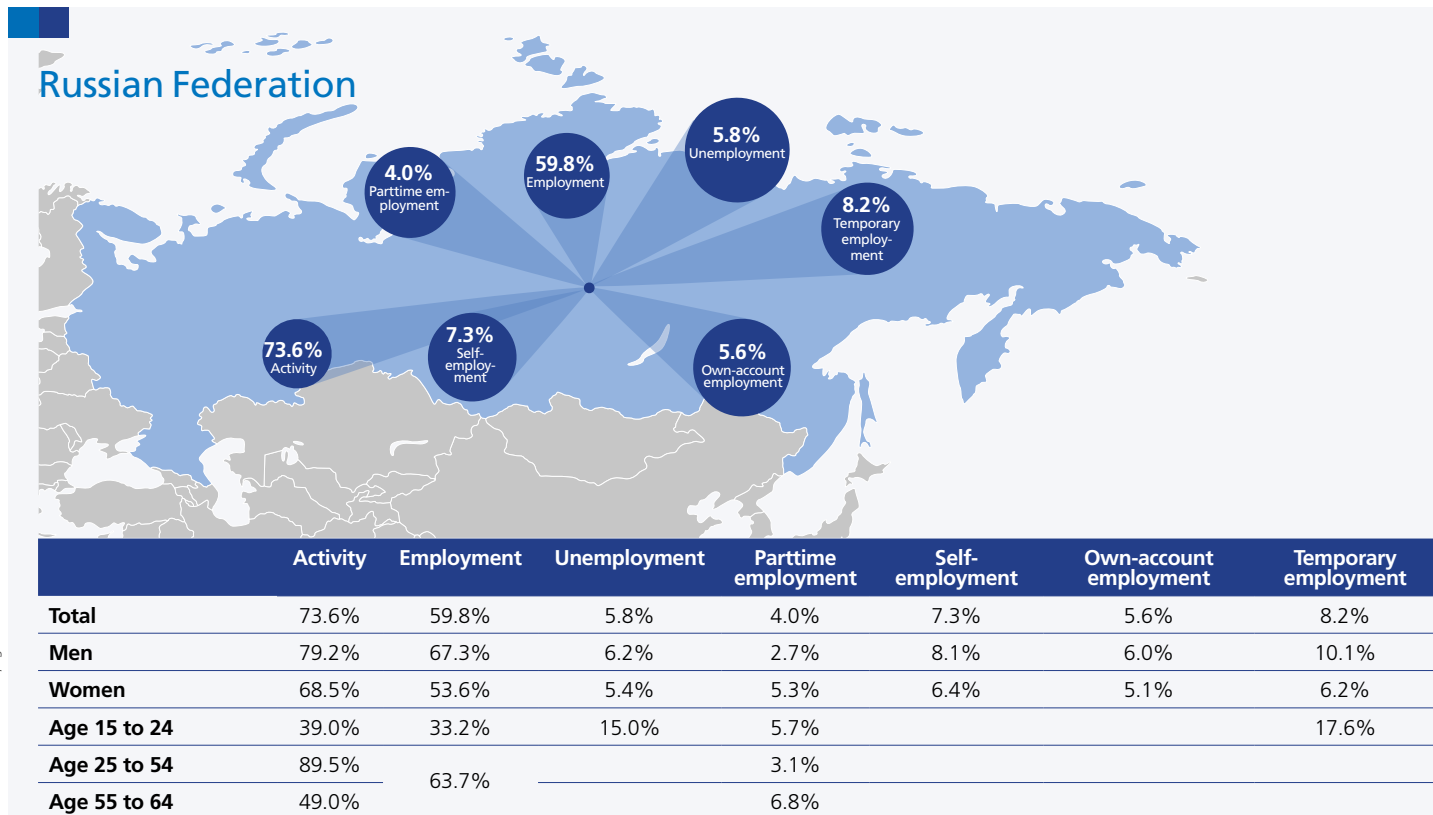 Russian Federation
5.8%
Unemployment
59.8%
Employment
4.0%
Parttime em-
ployment
8.2%
Temporary
employ-
ment
7.3%
Self-
employ-
ment
73.6%
Activity
5.6%
Own-account
employment
Activity Employment Unemployment Parttime employment Self-employment Own-account employment Temporary employment
Total 73.6% 59.8% 5.8% 4.0% 7.3% 5.6% 8.2%
Men 79.2% 67.3% 6.2% 2.7% 8.1% 6.0% 10.1%
Women 68.5% 53.6% 5.4% 5.3% 6.4% 5.1% 6.2%
Age 15 to 24 39.0% 33.2% 15.0% 5.7% 17.6%
Age 25 to 54 89.5% 3.1%
63.7%
Age 55 to 64 49.0% 6.8%